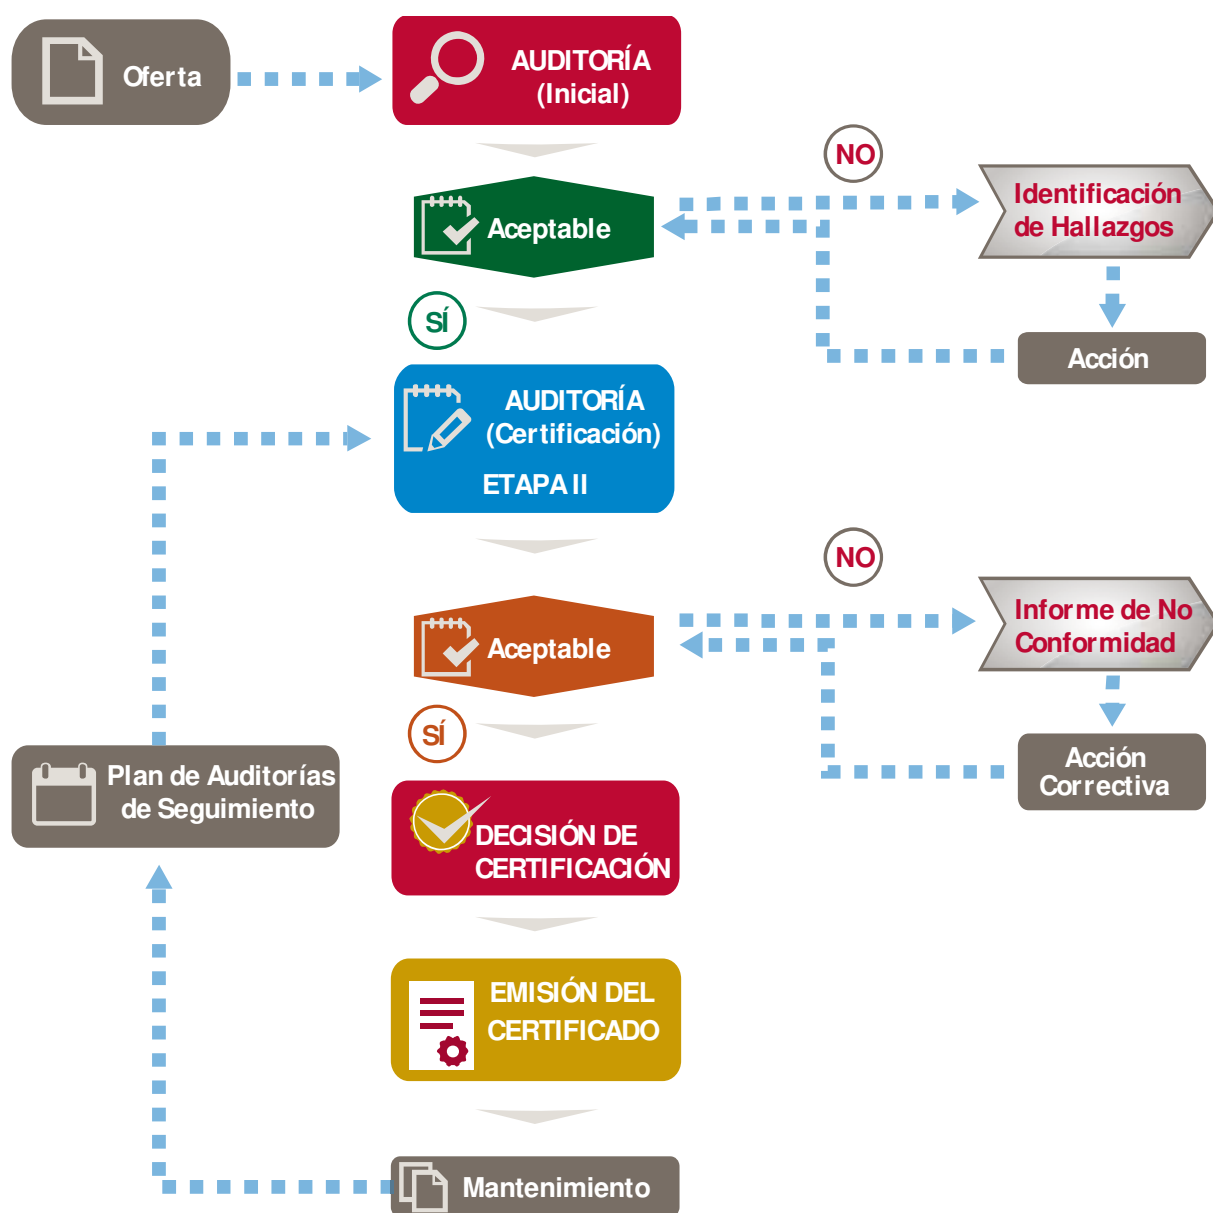 Oferta
AUDITORÍA
(Inicial)
NO
Identificación
de Hallazgos
Aceptable
SÍ
Acción
AUDITORÍA
(Certificación)
ETAPA II
NO
Informe de No
Conformidad
Aceptable
SÍ
Acción
Correctiva
Plan de Auditorías
de Seguimiento
DECISIÓN DE
CERTIFICACIÓN
EMISIÓN DEL
CERTIFICADO
Mantenimiento